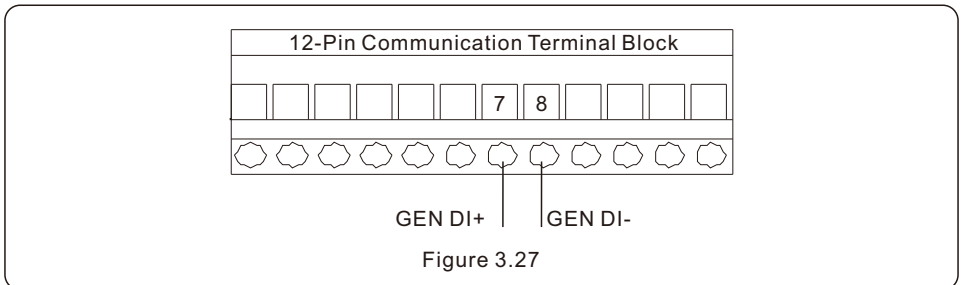 12-Pin Communication Terminal Block
7 8
GEN DI+ GEN DI-
Figure 3.27